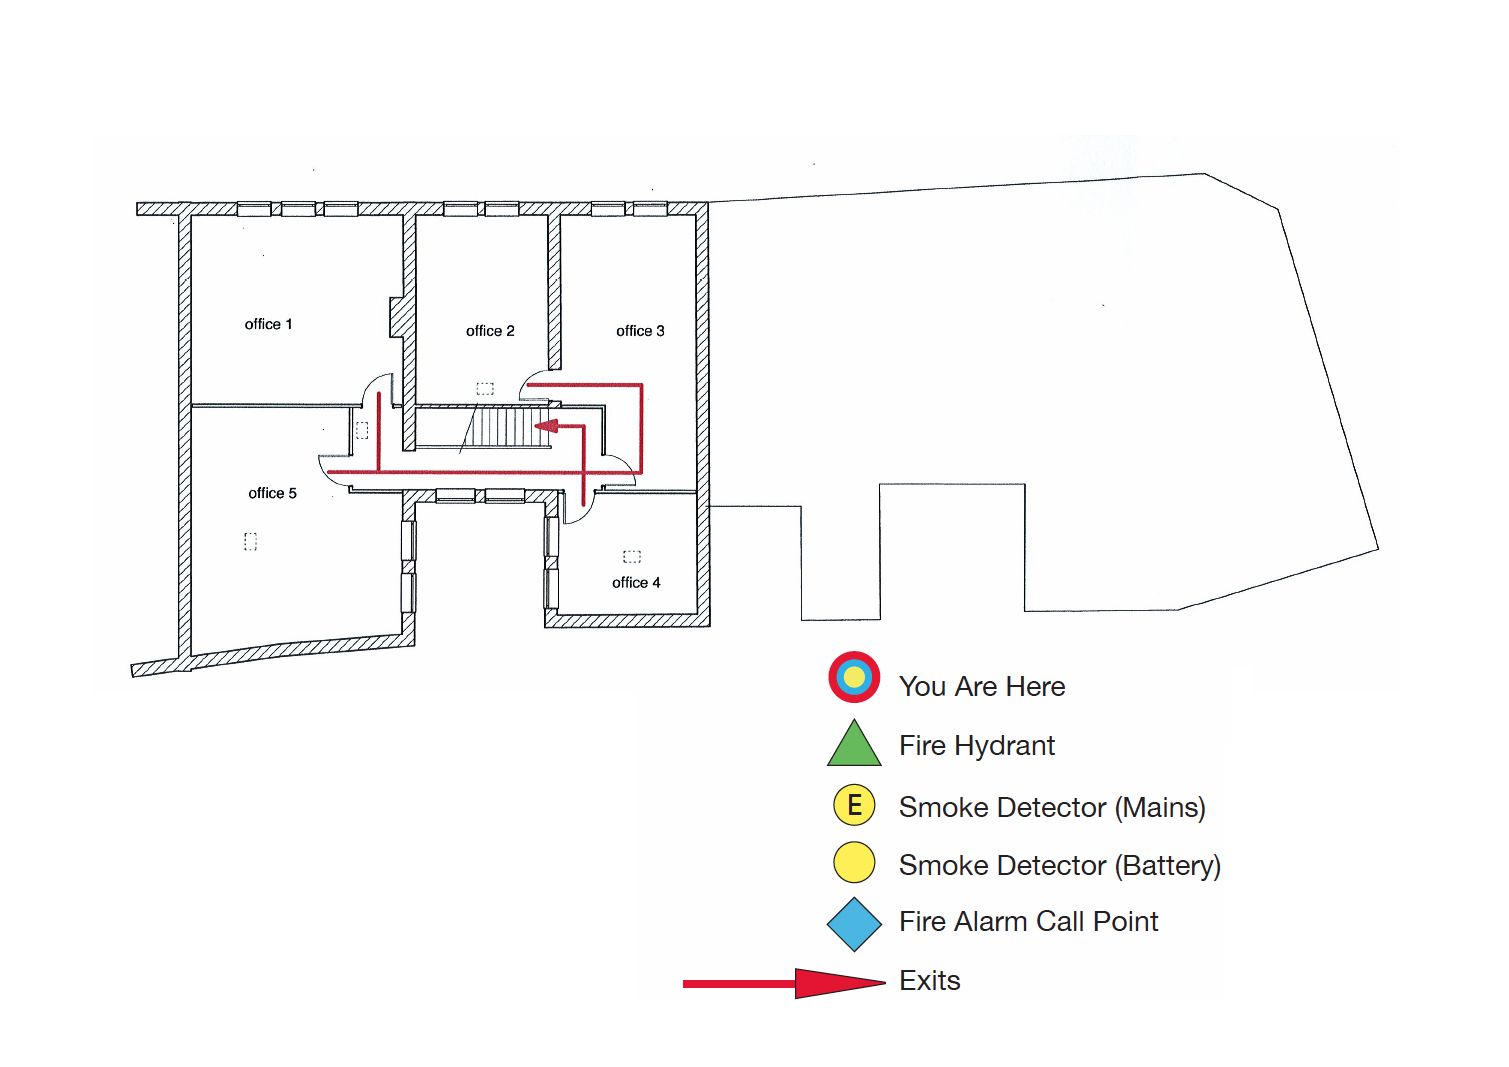 office 1
office 2
office 3
office 5
office 4
You Are Here
Fire Hydrant
E
Smoke Detector (Mains)
Smoke Detector (Battery)
Fire Alarm Call Point
Exits